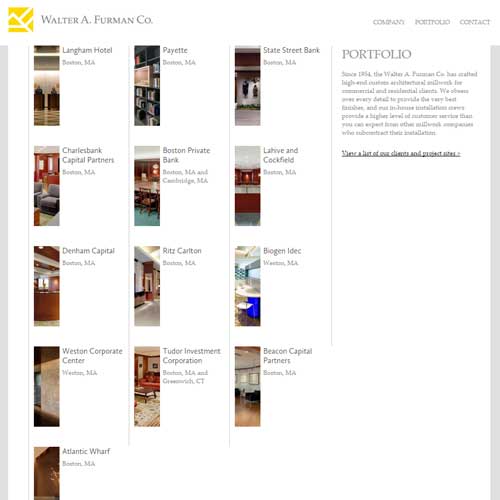 WALTER A. FURMAN CO.
COMPANY PORTFOLIO CONTACT
Langham Hotel
Boston, MA
Payette
Boston, MA
State Street Bank
Boston, MA
Charlesbank
Capital Partners
Boston, MA
Boston Private
Bank
Boston, MA and
Cambridge, MA
Lahive and
Cockfield
Boston, MA
Denham Capital
Boston, MA
Ritz Carlton
Boston, MA
Biogen Idec
Weston, MA
Weston Corporate
Center
Weston, MA
Tudor Investment
Corporation
Boston, MA and
Greenwich, CT
Beacon Capital
Partners
Boston, MA
Atlantic Wharf
Boston, MA
PORTFOLIO
Since 1954, the Walter A. Furman Co. has crafted
high-end custom architectural millwork for
commercial and residential clients. We obsess
over every detail to provide the very best
finishes, and our in-house installation crews
provide a higher level of customer service than
you can expect from other millwork companies
who subcontract their installation.
View a list of our clients and project sites >